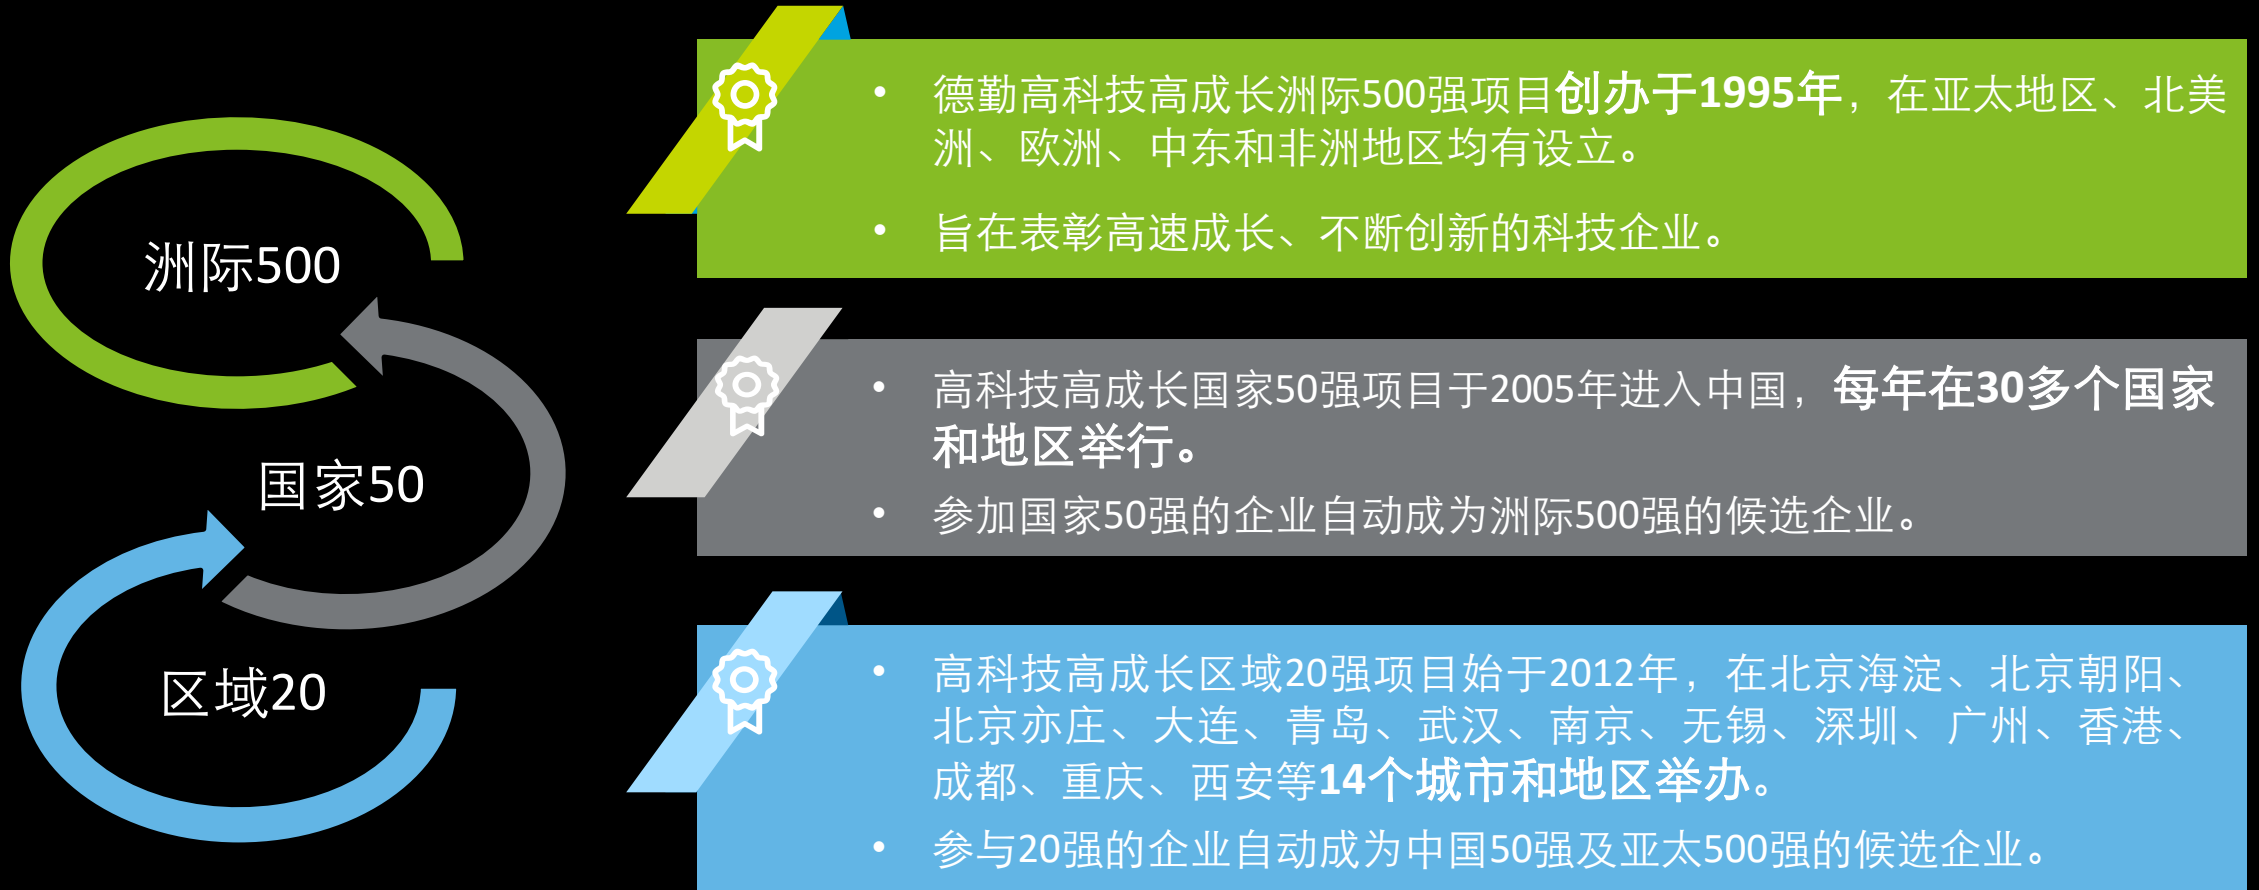 洲际500
国家50
区域20
• 德勤高科技高成长洲际500强项目创办于1995年，在亚太地区、北美
洲、欧洲、中东和非洲地区均有设立。
• 旨在表彰高速成长、不断创新的科技企业。
• 高科技高成长国家50强项目于2005年进入中国，每年在30多个国家
和地区举行。
• 参加国家50强的企业自动成为洲际500强的候选企业。
• 高科技高成长区域20强项目始于2012年，在北京海淀、北京朝阳、
北京亦庄、大连、青岛、武汉、南京、无锡、深圳、广州、香港、
成都、重庆、西安等14个城市和地区举办。
• 参与20强的企业自动成为中国50强及亚太500强的候选企业。